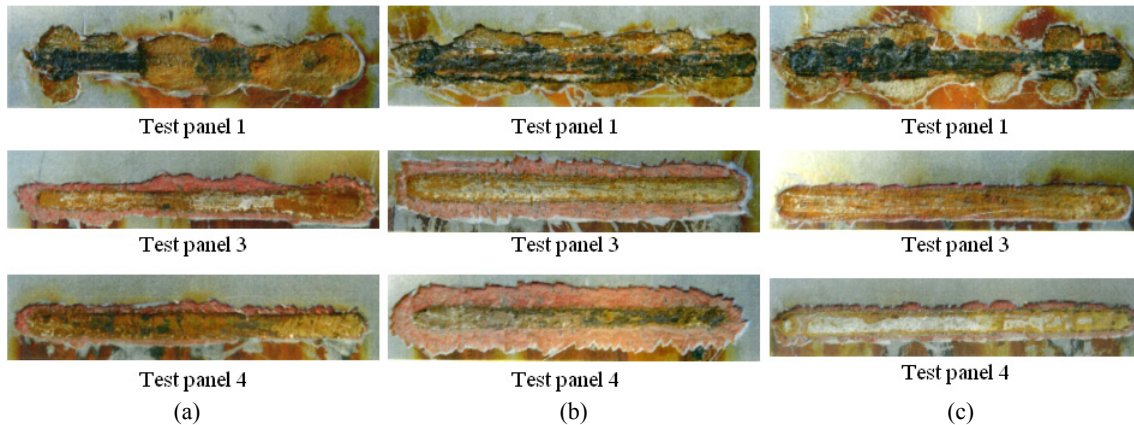 Test panel 1 Test panel 1 Test panel 1
Test panel 3 Test panel 3 Test panel 3
Test panel 4 Test panel 4 Test panel 4
(a) (b) (c)